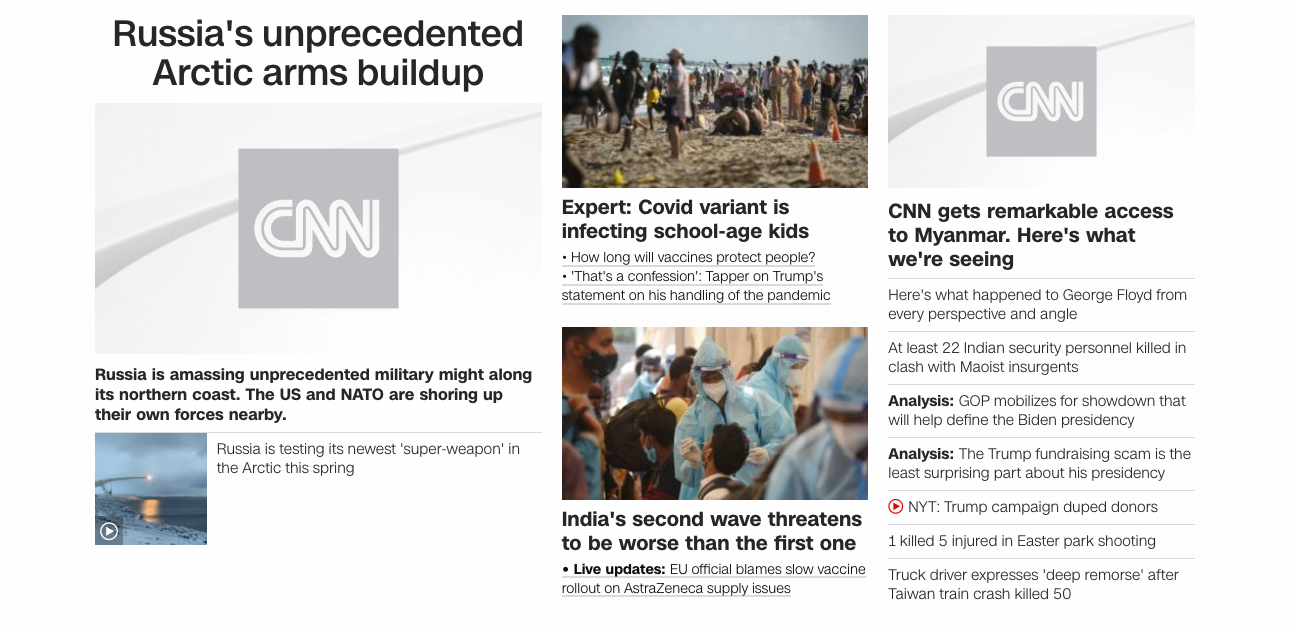 Russia's unprecedented
Arctic arms buildup
CNN
Russia is amassing unprecedented military might along
its northern coast. The US and NATO are shoring up
their own forces nearby.
Russia is testing its newest 'super-weapon' in
the Arctic this spring
Expert: Covid variant is
infecting school-age kids
• How long will vaccines protect people?
• 'That's a confession': Tapper on Trump's
statement on his handling of the pandemic
India's second wave threatens
to be worse than the first one
• Live updates: EU official blames slow vaccine
rollout on AstraZeneca supply issues
CNN
CNN gets remarkable access
to Myanmar. Here's what
we're seeing
Here's what happened to George Floyd from
every perspective and angle
At least 22 Indian security personnel killed in
clash with Maoist insurgents
Analysis: GOP mobilizes for showdown that
will help define the Biden presidency
Analysis: The Trump fundraising scam is the
least surprising part about his presidency
NYT: Trump campaign duped donors
1 killed 5 injured in Easter park shooting
Truck driver expresses 'deep remorse' after
Taiwan train crash killed 50